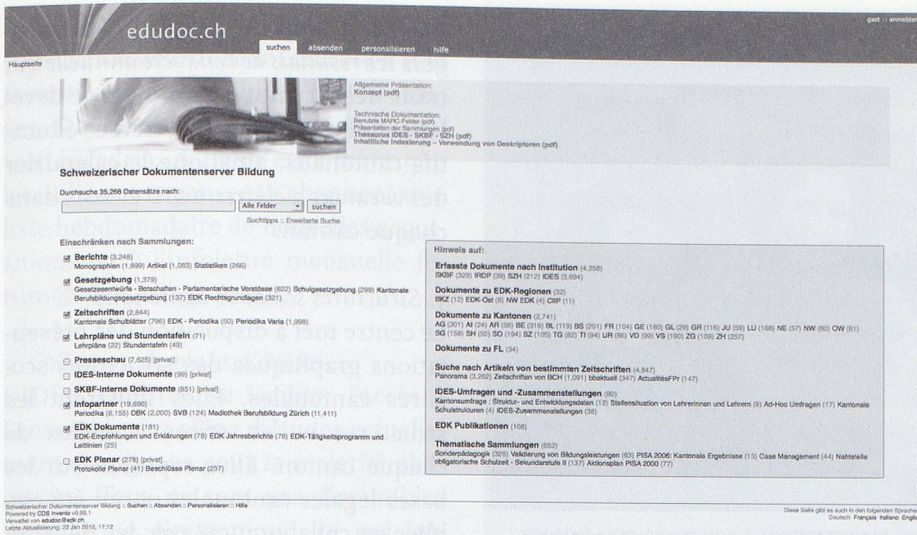 edudoc.ch
gast :: anmelden
suchen absenden personalisieren hilfe
Hauptseite
Allgemeine Präsentation:
Konzept (pdf)
Technische Dokumentation:
Benutzte MARC-Felder (pdf)
Präsentation der Sammlungen (pdf)
Thesaurus IDES - SKBF - SZH (pdf)
Inhaltliche Indexierung – Verwendung von Deskriptoren (pdf)
Schweizerischer Dokumentenserver Bildung
Durchsuche 35,268 Datensätze nach:
Alle Felder suchen
Suchtipps :: Erweiterte Suche
Einschränken nach Sammlungen:
Berichte (3,248)
Monographien (1,899) Artikel (1,083) Statistiken (266)
Gesetzgebung (1,379)
Gesetzesentwürfe - Botschaften - Parlamentarische Vorstösse (622) Schulgesetzgebung (299) Kantonale
Berufsbildungsgesetzgebung (137) EDK Rechtsgrundlagen (321)
Zeitschriften (2,844)
Kantonale Schulblätter (796) EDK - Periodika (50) Periodika Varia (1,998)
Lehrpläne und Stundentafeln (71)
Lehrpläne (22) Stundentafeln (49)
Presseschau (7,625) [privat]
IDES-Interne Dokumente (99) [privat]
SKBF-interne Dokumente (851) [privat]
Infopartner (19,690)
Periodika (6,155) DBK (2,000) SVB (124) Mediothek Berufsbildung Zürich (11,411)
EDK Dokumente (181)
EDK-Empfehlungen und Erklärungen (78) EDK Jahresberichte (78) EDK-Tätigkeitsprogramm und
Leitlinien (25)
EDK Planar (278) [privat]
Protokolle Planar (41) Beschlüsse Planar (237)
Hinweis auf:
Erfasste Dokumente nach Institution (4,258)
SKBF (329) IRDP (19) SZH (212) IDES (3,654)
Dokumente zu EDK-Regionen (32)
BKZ (12) EDK-Ost (8) NW EDK (4) CIIP (11)
Dokumente zu Kantonen (2,741)
AG (301) AI (24) AR (56) BE (316) BL (119) BS (201) FR (104) GE (180) GL (29) GR (116) JU (59) LU (166) NE (57) NW (80) OW (81)
SG (158) SH (50) SO (194) SZ (105) TG (82) TI (94) UR (86) VD (99) VS (190) ZG (109) ZH (257)
Dokumente zu FL (34)
Suche nach Artikeln von bestimmten Zeitschriften (4,847)
Panorama (3,262) Zeitschriften von BCH (1,091) bbaktuell (347) ActualitésFPr (147)
IDES-Umfragen und -Zusammenstellungen (80)
Kantonsumfrage : Struktur- und Entwicklungsdaten (13) Stellensituation von Lehrerinnen und Lehrern (9) Ad-Hoc Umfragen (17) Kantonale
Schulstrukturen (4) IDES-Zusammenstellungen (38)
EDK Publikationen (108)
Thematische Sammlungen (652)
Sonderpädagogik (325) Validierung von Bildungsleistungen (63) PISA 2006: Kantonale Ergebnisse (13) Case Management (44) Nahtstelle
obligatorische Schulzeit - Sekundarstufe II (137) Aktionsplan PISA 2000 (77)
Schweizerischer Dokumentenserver Bildung :: Suchen :: Absenden :: Personalisieren :: Hilfe
Powered by CDS Invenio v0.99.1
Verwaltet von edudoc@edk.ch
Letzte Aktualisierung: 22 Jan 2010, 17:12
Diese Seite gibt es auch in den folgenden Sprachen:
Deutsch Français Italiano English